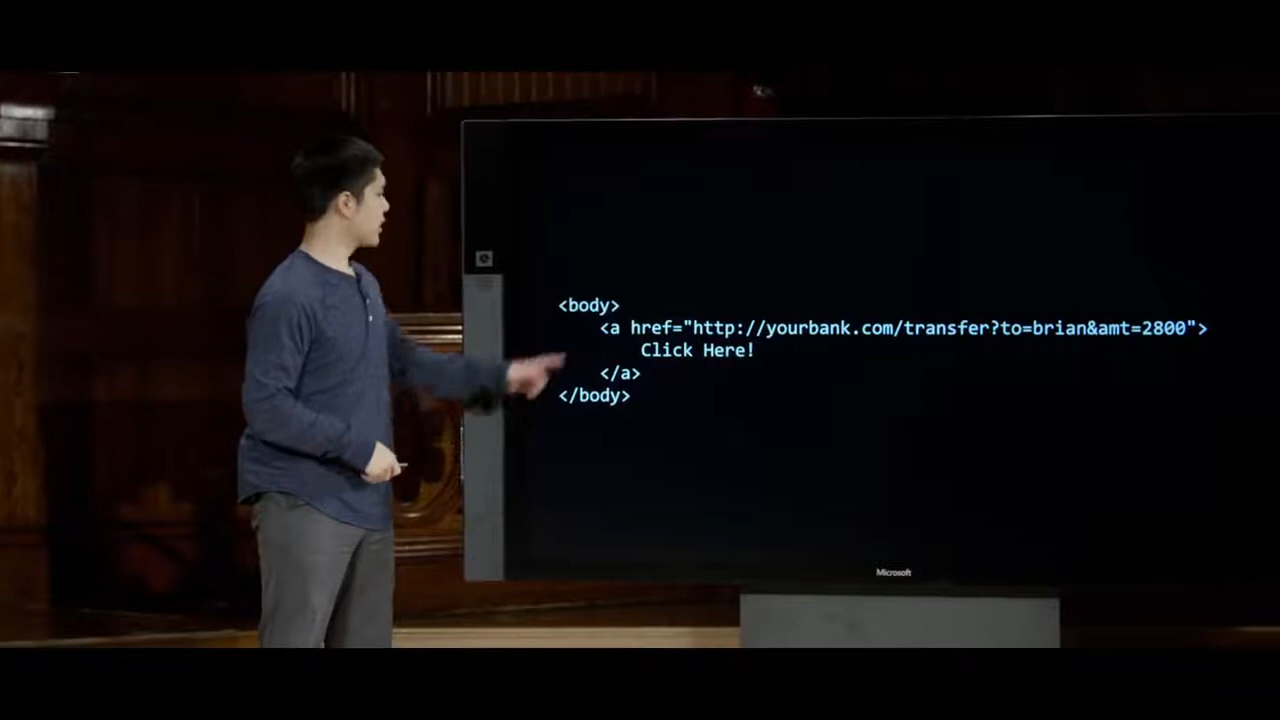 <body>
<a href="http://yourbank.com/transfer?to=brian&amt=2800">
Click Here!
</a>
</body>
Microsoft